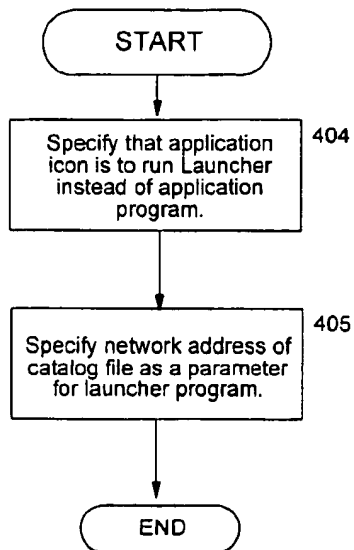 START
404
Specify that application
icon is to run Launcher
instead of application
program.
405
Specify network address of
catalog file as a parameter
for launcher program.
END